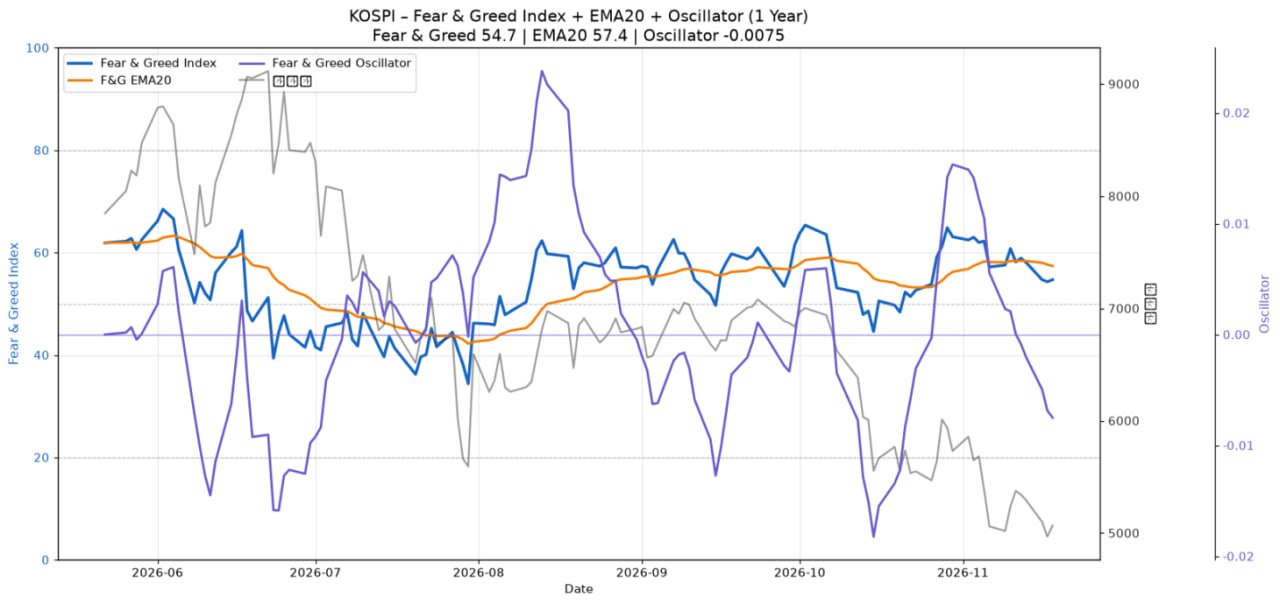 KOSPI – Fear & Greed Index + EMA20 + Oscillator (1 Year)
Fear & Greed 54.7 | EMA20 57.4 | Oscillator -0.0075
Fear & Greed Index
F&G EMA20
Fear & Greed Oscillator
100
80
60
40
20
0
Fear & Greed Index
9000
8000
7000
6000
5000
0.02
0.01
0.00
-0.01
-0.02
Oscillator
2026-06
2026-07
2026-08
2026-09
2026-10
2026-11
Date